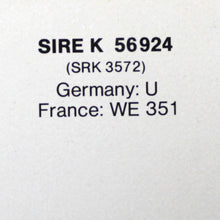 SIRE K 56924
(SRK 3572)
Germany: U
France: WE 351